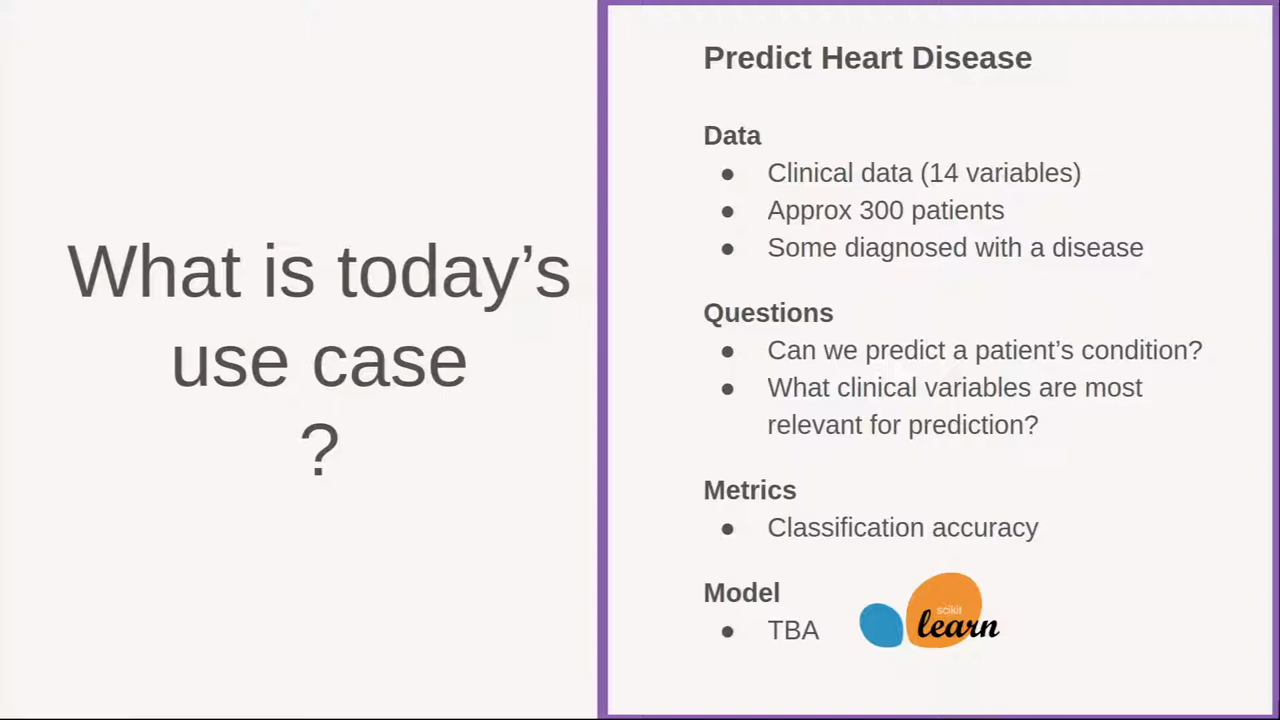 What is today’s
use case
?
Predict Heart Disease
Data
● Clinical data (14 variables)
● Approx 300 patients
● Some diagnosed with a disease
Questions
● Can we predict a patient’s condition?
● What clinical variables are most
relevant for prediction?
Metrics
● Classification accuracy
Model
● TBA
scikit
learn